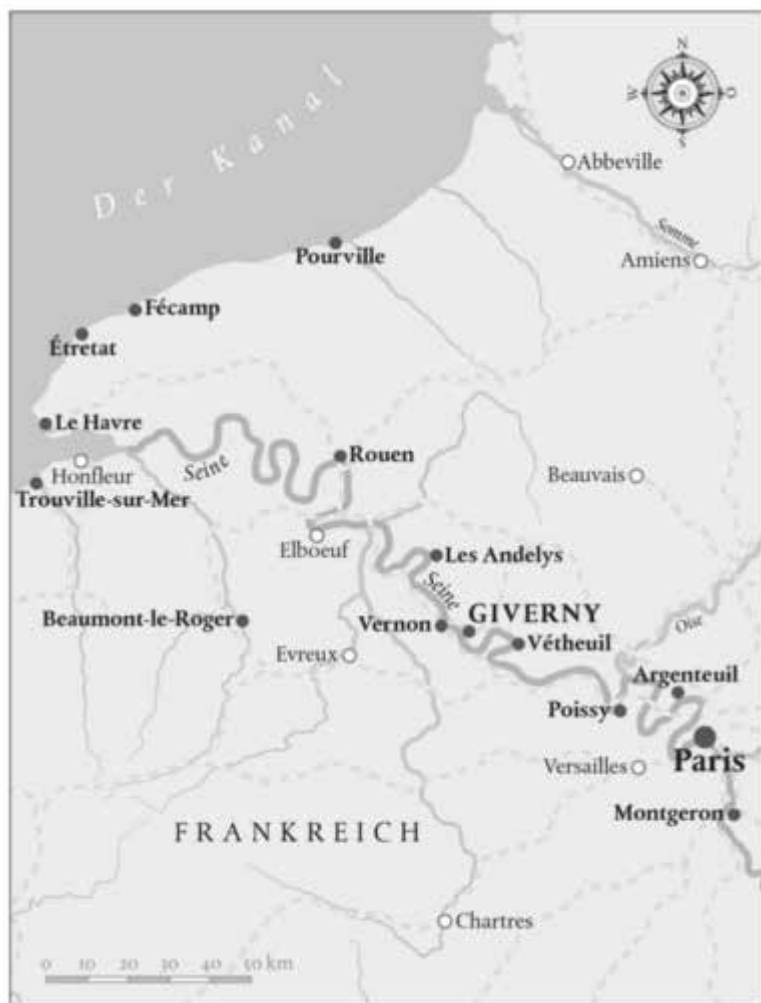 N
W
O
S
Der Kanal
Abbeville
Somme
Amiens
Pourville
Fécamp
Étretat
Le Havre
Seine
Rouen
Honfleur
Beauvais
Trouville-sur-Mer
Elboeuf
Les Andelys
Seine
GIVERNY
Beaumont-le-Roger
Vernon
Oise
Vétheuil
Evreux
Argenteuil
Poissy
Paris
Versailles
Montgeron
FRANKREICH
Chartres
0 10 20 30 40 50 km